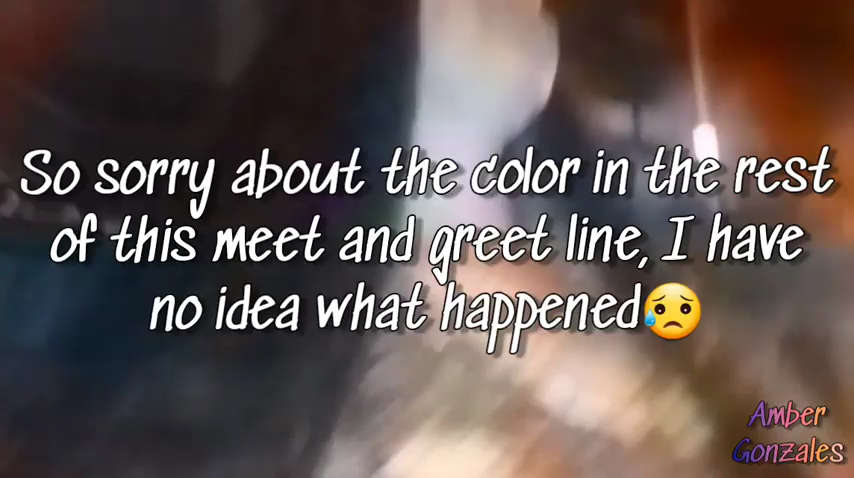 So sorry about the color in the rest
of this meet and greet line, I have
no idea what happened😥
Amber
Gonzales